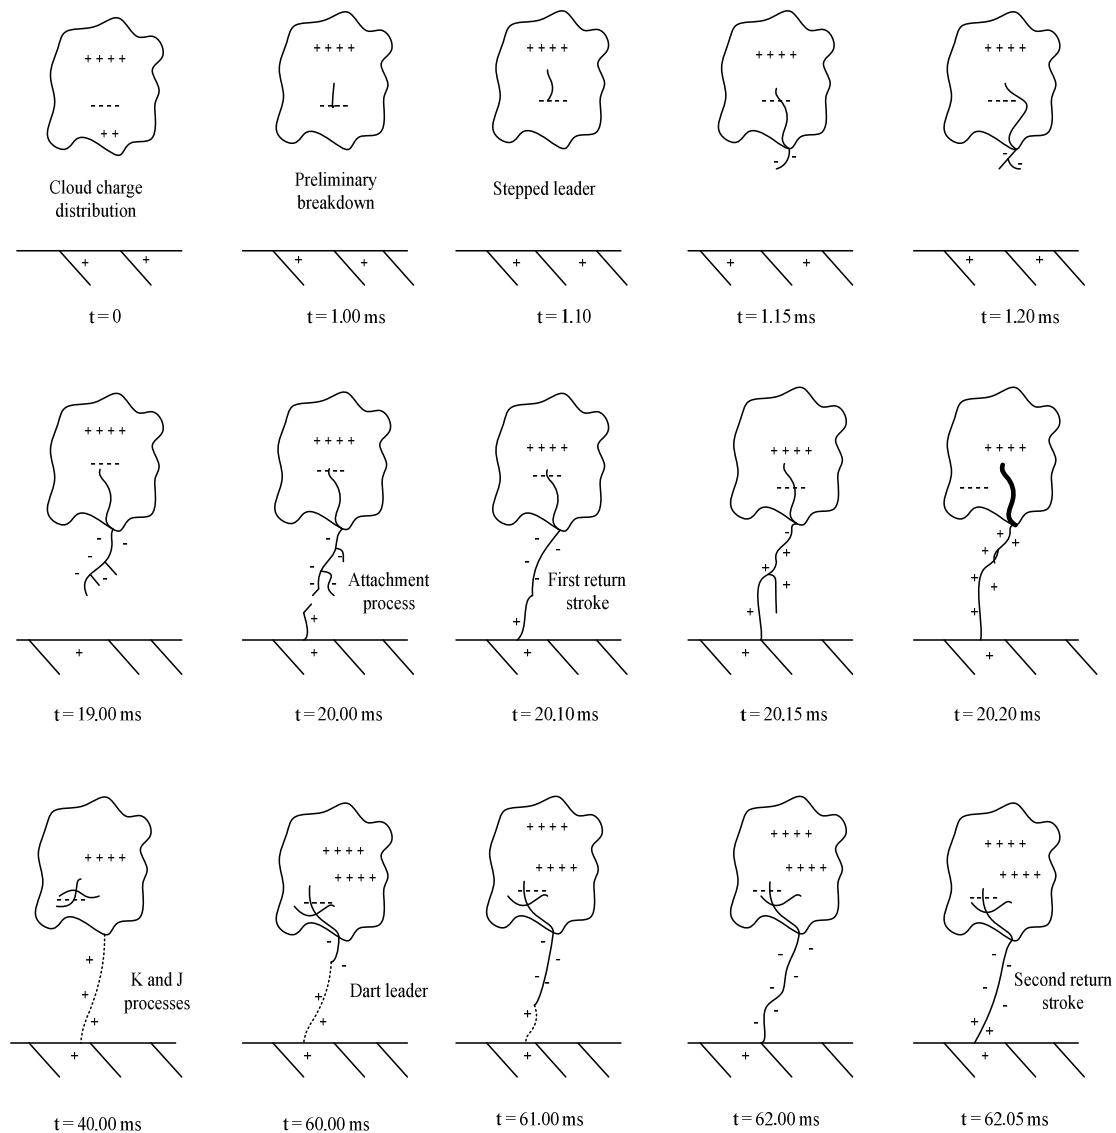 Cloud charge
distribution
Preliminary
breakdown
Stepped leader
t = 0
t = 1.00 ms
t = 1.10
t = 1.15 ms
t = 1.20 ms
Attachment
process
First return
stroke
t = 19.00 ms
t = 20.00 ms
t = 20.10 ms
t = 20.15 ms
t = 20.20 ms
K and J
processes
Dart leader
Second return
stroke
t = 40.00 ms
t = 60.00 ms
t = 61.00 ms
t = 62.00 ms
t = 62.05 ms